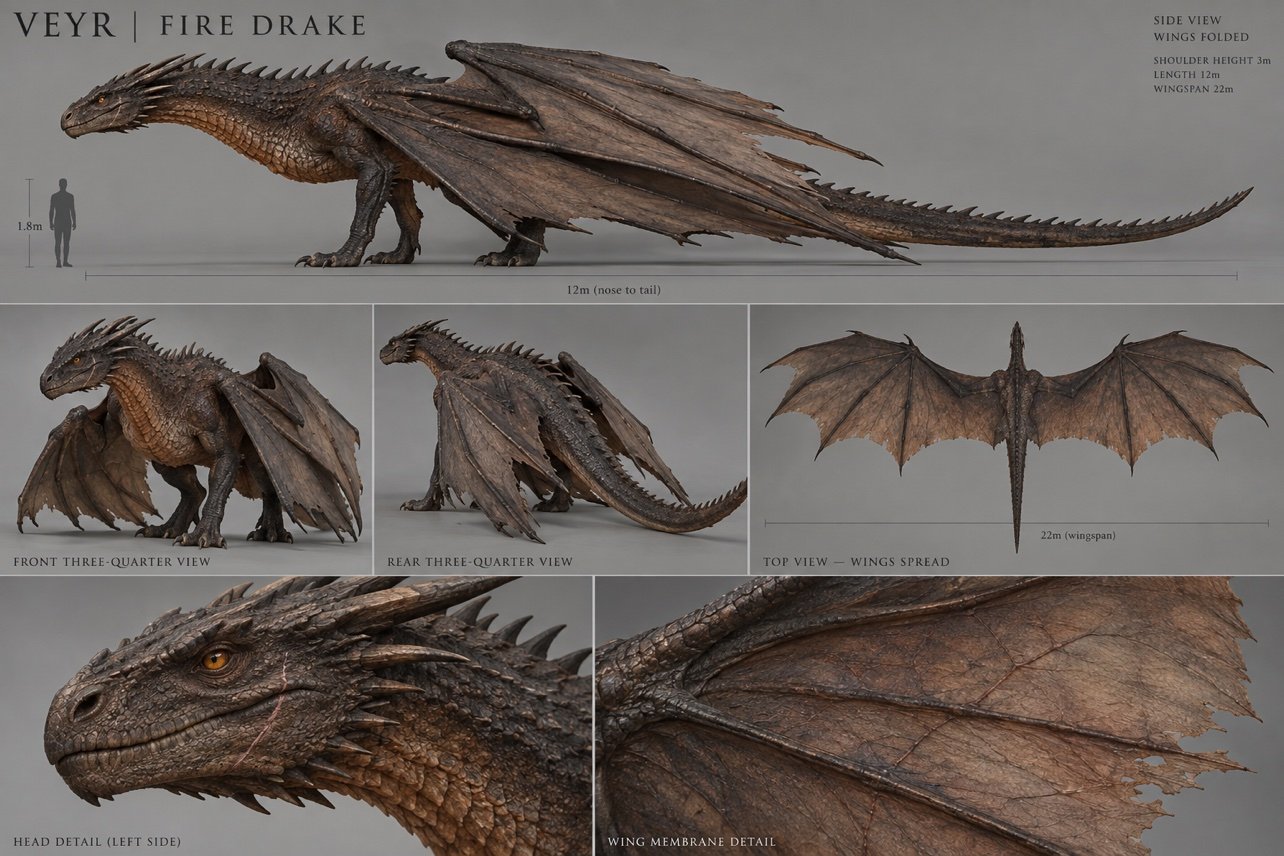 VEYR | FIRE DRAKE
SIDE VIEW
WINGS FOLDED
SHOULDER HEIGHT 3m
LENGTH 12m
WINGSPAN 22m
1.8m
12m (nose to tail)
FRONT THREE-QUARTER VIEW
REAR THREE-QUARTER VIEW
22m (wingspan)
TOP VIEW — WINGS SPREAD
HEAD DETAIL (LEFT SIDE)
WING MEMBRANE DETAIL